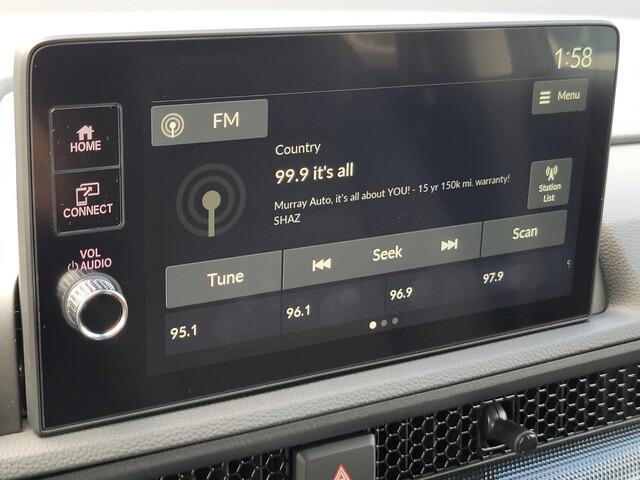 1:58
FM
Menu
HOME
Country
99.9 it's all
CONNECT
Murray Auto, it's all about YOU! - 15 yr 150k mi. warranty!
SHAZ
Station
List
VOL
AUDIO
Tune
Seek
Scan
95.1
96.1
96.9
97.9